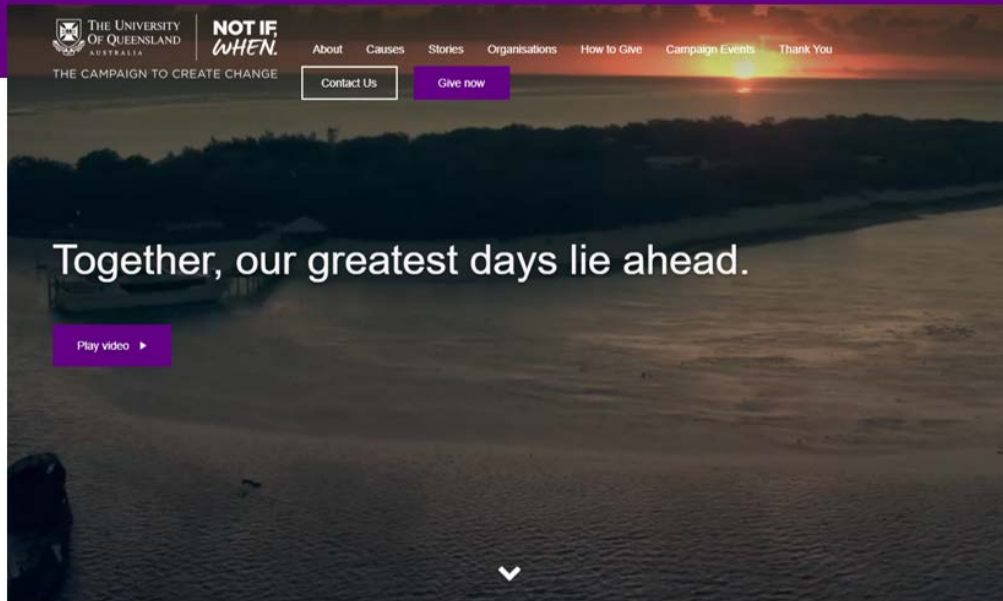 THE UNIVERSITY
OF QUEENSLAND
AUSTRALIA
NOT IF,
WHEN.
THE CAMPAIGN TO CREATE CHANGE
About Causes Stories Organisations How to Give Campaign Events Thank You
Contact Us Give now
Together, our greatest days lie ahead.
Play video